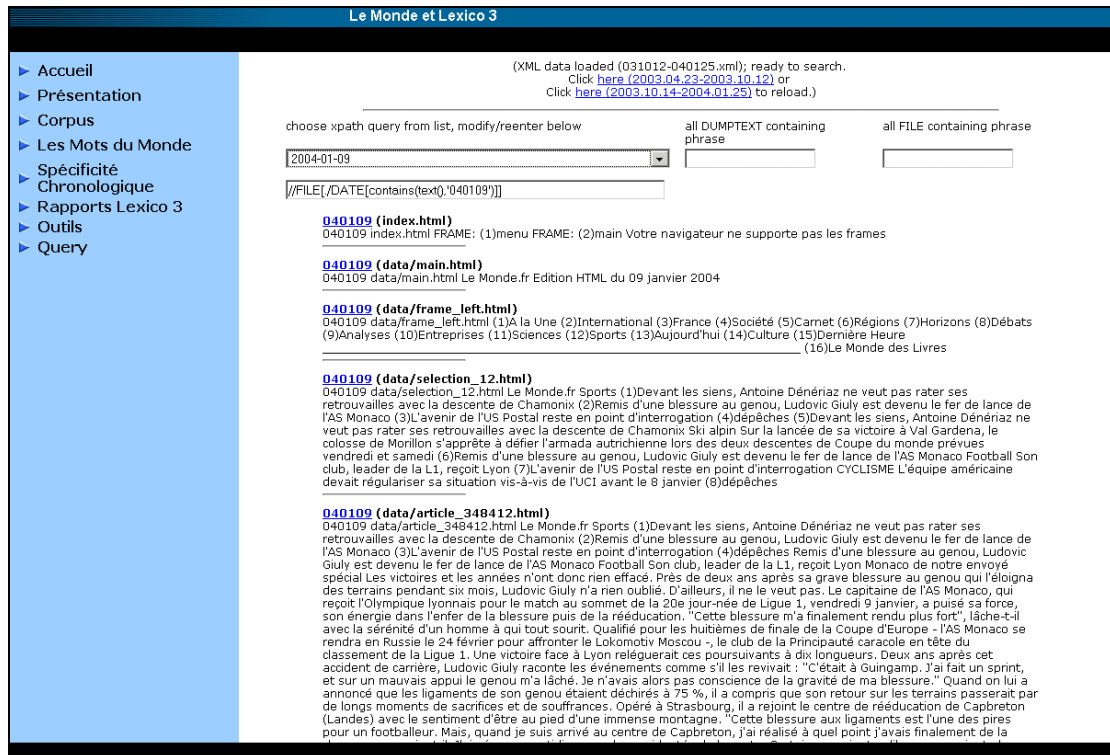 Le Monde et Lexico 3
Accueil
Présentation
Corpus
Les Mots du Monde
Spécificité
Chronologique
Rapports Lexico 3
Outils
Query
(XML data loaded (031012-040125.xml); ready to search.
Click here (2003.04.23-2003.10.12) or
Click here (2003.10.14-2004.01.25) to reload.)
choose xpath query from list, modify/reenter below
all DUMPTEXT containing
phrase
all FILE containing phrase
2004-01-09
//FILE[./DATE[contains(text(),'040109')]]
040109 (index.html)
040109 index.html FRAME: (1)menu FRAME: (2)main Votre navigateur ne supporte pas les frames
040109 (data/main.html)
040109 data/main.html Le Monde.fr Edition HTML du 09 janvier 2004
040109 (data/frame_left.html)
040109 data/frame_left.html (1)A la Une (2)International (3)France (4)Société (5)Carnet (6)Régions (7)Horizons (8)Débats
(9)Analyses (10)Entreprises (11)Sciences (12)Sports (13)Aujourd'hui (14)Culture (15)Dernière Heure
(16)Le Monde des Livres
040109 (data/selection_12.html)
040109 data/selection_12.html Le Monde.fr Sports (1)Devant les siens, Antoine Dénériaz ne veut pas rater ses
retrouvailles avec la descente de Chamonix (2)Remis d'une blessure au genou, Ludovic Giuly est devenu le fer de lance de
l'AS Monaco (3)L'avenir de l'US Postal reste en point d'interrogation (4)dépêches (5)Devant les siens, Antoine Dénériaz ne
veut pas rater ses retrouvailles avec la descente de Chamonix Ski alpin Sur la lancée de sa victoire à Val Gardena, le
colosse de Morillon s'apprête à défier l'armada autrichienne lors des deux descentes de Coupe du monde prévues
vendredi et samedi (6)Remis d'une blessure au genou, Ludovic Giuly est devenu le fer de lance de l'AS Monaco Football Son
club, leader de la L1, reçoit Lyon (7)L'avenir de l'US Postal reste en point d'interrogation CYCLISME L'équipe américaine
devait régulariser sa situation vis-à-vis de l'UCI avant le 8 janvier (8)dépêches
040109 (data/article_348412.html)
040109 data/article_348412.html Le Monde.fr Sports (1)Devant les siens, Antoine Dénériaz ne veut pas rater ses
retrouvailles avec la descente de Chamonix (2)Remis d'une blessure au genou, Ludovic Giuly est devenu le fer de lance de
l'AS Monaco (3)L'avenir de l'US Postal reste en point d'interrogation (4)dépêches Remis d'une blessure au genou, Ludovic
Giuly est devenu le fer de lance de l'AS Monaco Football Son club, leader de la L1, reçoit Lyon Monaco de notre envoyé
spécial Les victoires et les années n'ont donc rien effacé. Près de deux ans après sa grave blessure au genou qui l'éloigna
des terrains pendant six mois, Ludovic Giuly n'a rien oublié. D'ailleurs, il ne le veut pas. Le capitaine de l'AS Monaco, qui
reçoit l'Olympique lyonnais pour le match au sommet de la 20e jour-née de Ligue 1, vendredi 9 janvier, a puisé sa force,
son énergie dans l'enfer de la blessure puis de la rééducation. "Cette blessure m'a finalement rendu plus fort", lâche-t-il
avec la sérénité d'un homme à qui tout sourit. Qualifié pour les huitièmes de finale de la Coupe d'Europe - l'AS Monaco se
rendra en Russie le 24 février pour affronter le Lokomotiv Moscou -, le club de la Principauté caracole en tête du
classement de la Ligue 1. Une victoire face à Lyon reléguerait ces poursuivants à dix longueurs. Deux ans après cet
accident de carrière, Ludovic Giuly raconte les événements comme s'il les revivait : "C'était à Guingamp. J'ai fait un sprint,
et sur un mauvais appui le genou m'a lâché. Je n'avais alors pas conscience de la gravité de ma blessure." Quand on lui a
annoncé que les ligaments de son genou étaient déchirés à 75 %, il a compris que son retour sur les terrains passerait par
de longs moments de sacrifices et de souffrances. Opéré à Strasbourg, il a rejoint le centre de rééducation de Capbreton
(Landes) avec le sentiment d'être au pied d'une immense montagne. "Cette blessure aux ligaments est l'une des pires
pour un footballeur. Mais, quand je suis arrivé au centre de Capbreton, j'ai réalisé à quel point j'avais finalement de la